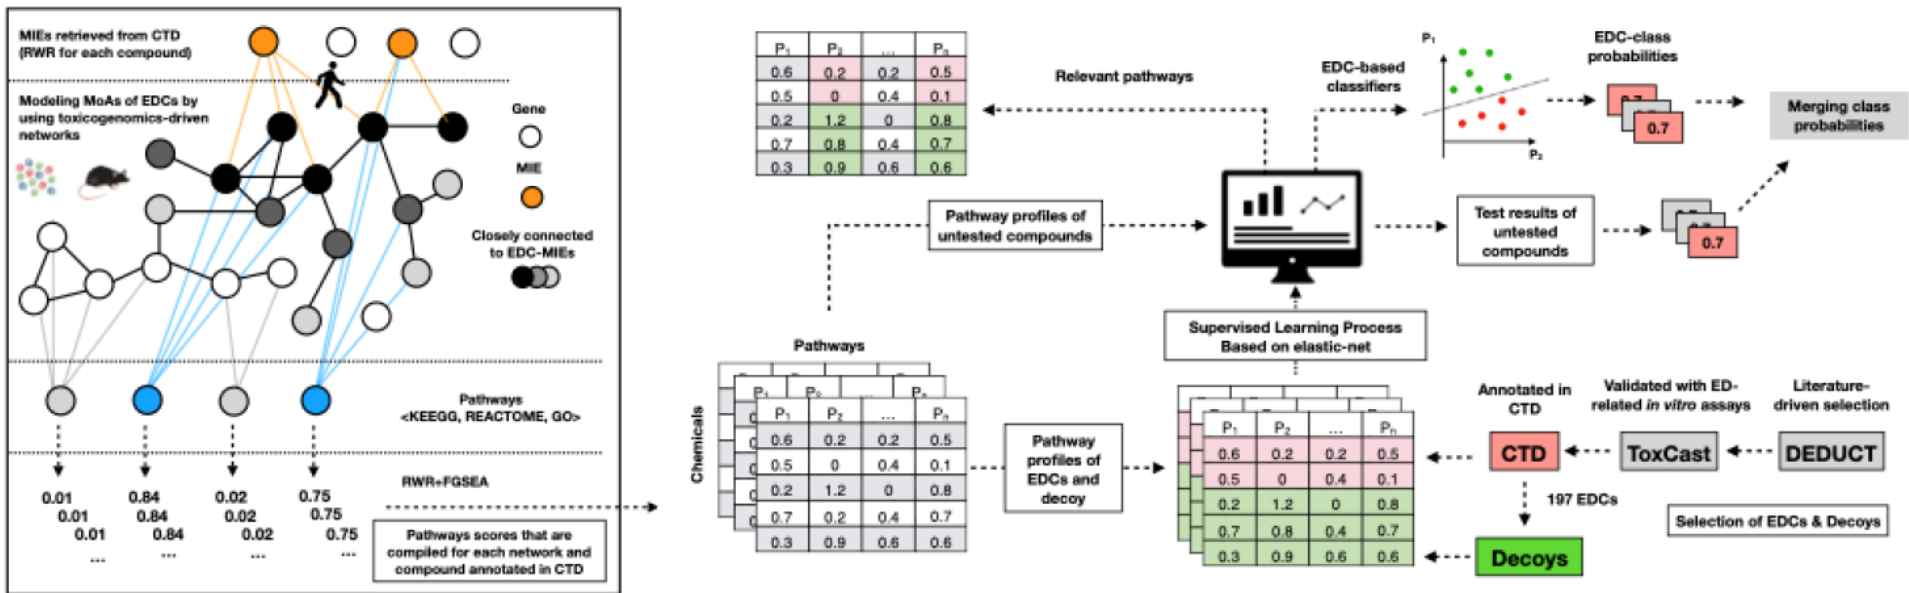 MIEs retrieved from CTD
(RWR for each compound)
Modeling MoAs of EDCs by
using toxicogenomics-driven
networks
Gene
MIE
Closely connected
to EDC-MIEs
Pathways
<KEEGG, REACTOME, GO>
0.01 0.84 0.02 0.75
0.01 0.84 0.02 0.75
0.01 0.84 0.02 0.75
... ... ... ...
RWR+FGSEA
Pathways scores that are
compiled for each network and
compound annotated in CTD
P1 P2 ... Pn
0.6 0.2 0.2 0.5
0.5 0 0.4 0.1
0.2 1.2 0 0.8
0.7 0.8 0.4 0.7
0.3 0.9 0.6 0.6
Relevant pathways
EDC-based
classifiers
P1
P2
EDC-class
probabilities
0.7
Merging class
probabilities
Pathway profiles of
untested compounds
Test results of
untested
compounds
0.7
Supervised Learning Process
Based on elastic-net
Pathways
Chemicals
P1 P2 ... Pn
0.6 0.2 0.2 0.5
0.5 0 0.4 0.1
0.2 1.2 0 0.8
0.7 0.2 0.4 0.7
0.3 0.9 0.6 0.6
Pathway
profiles of
EDCs and
decoy
P1 P2 ... Pn
0.6 0.2 0.2 0.5
0.5 0 0.4 0.1
0.2 1.2 0 0.8
0.7 0.8 0.4 0.7
0.3 0.9 0.6 0.6
Annotated in
CTD
Validated with ED-
related in vitro assays
Literature-
driven selection
CTD
ToxCast
DEDUCT
197 EDCs
Selection of EDCs & Decoys
Decoys